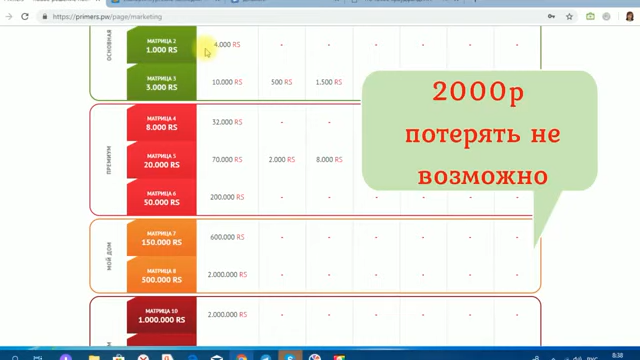 https://primers.pw/page/marketing
ОСНОВНАЯ
МАТРИЦА 2
1.000 RS
4.000 RS
- - - - - - - -
МАТРИЦА 3
3.000 RS
10.000 RS 500 RS 1.500 RS
2000р
потерять не
возможно
ПРЕМИУМ
МАТРИЦА 4
8.000 RS
32.000 RS - -
МАТРИЦА 5
20.000 RS
70.000 RS 2.000 RS 8.000 RS
МАТРИЦА 6
50.000 RS
200.000 RS - - - - - - -
МОЙ ДОМ
МАТРИЦА 7
150.000 RS
600.000 RS - - - - - - -
МАТРИЦА 8
500.000 RS
2.000.000 RS - - - - - - -
МАТРИЦА 10
1.000.000 RS
2.000.000 RS - - - - - - -
РУС
8:38